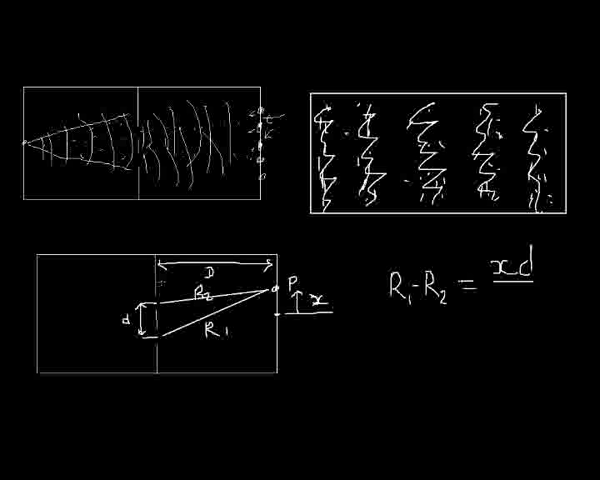 D
P
R₂
x
d
R₁
R₁-R₂ = xd